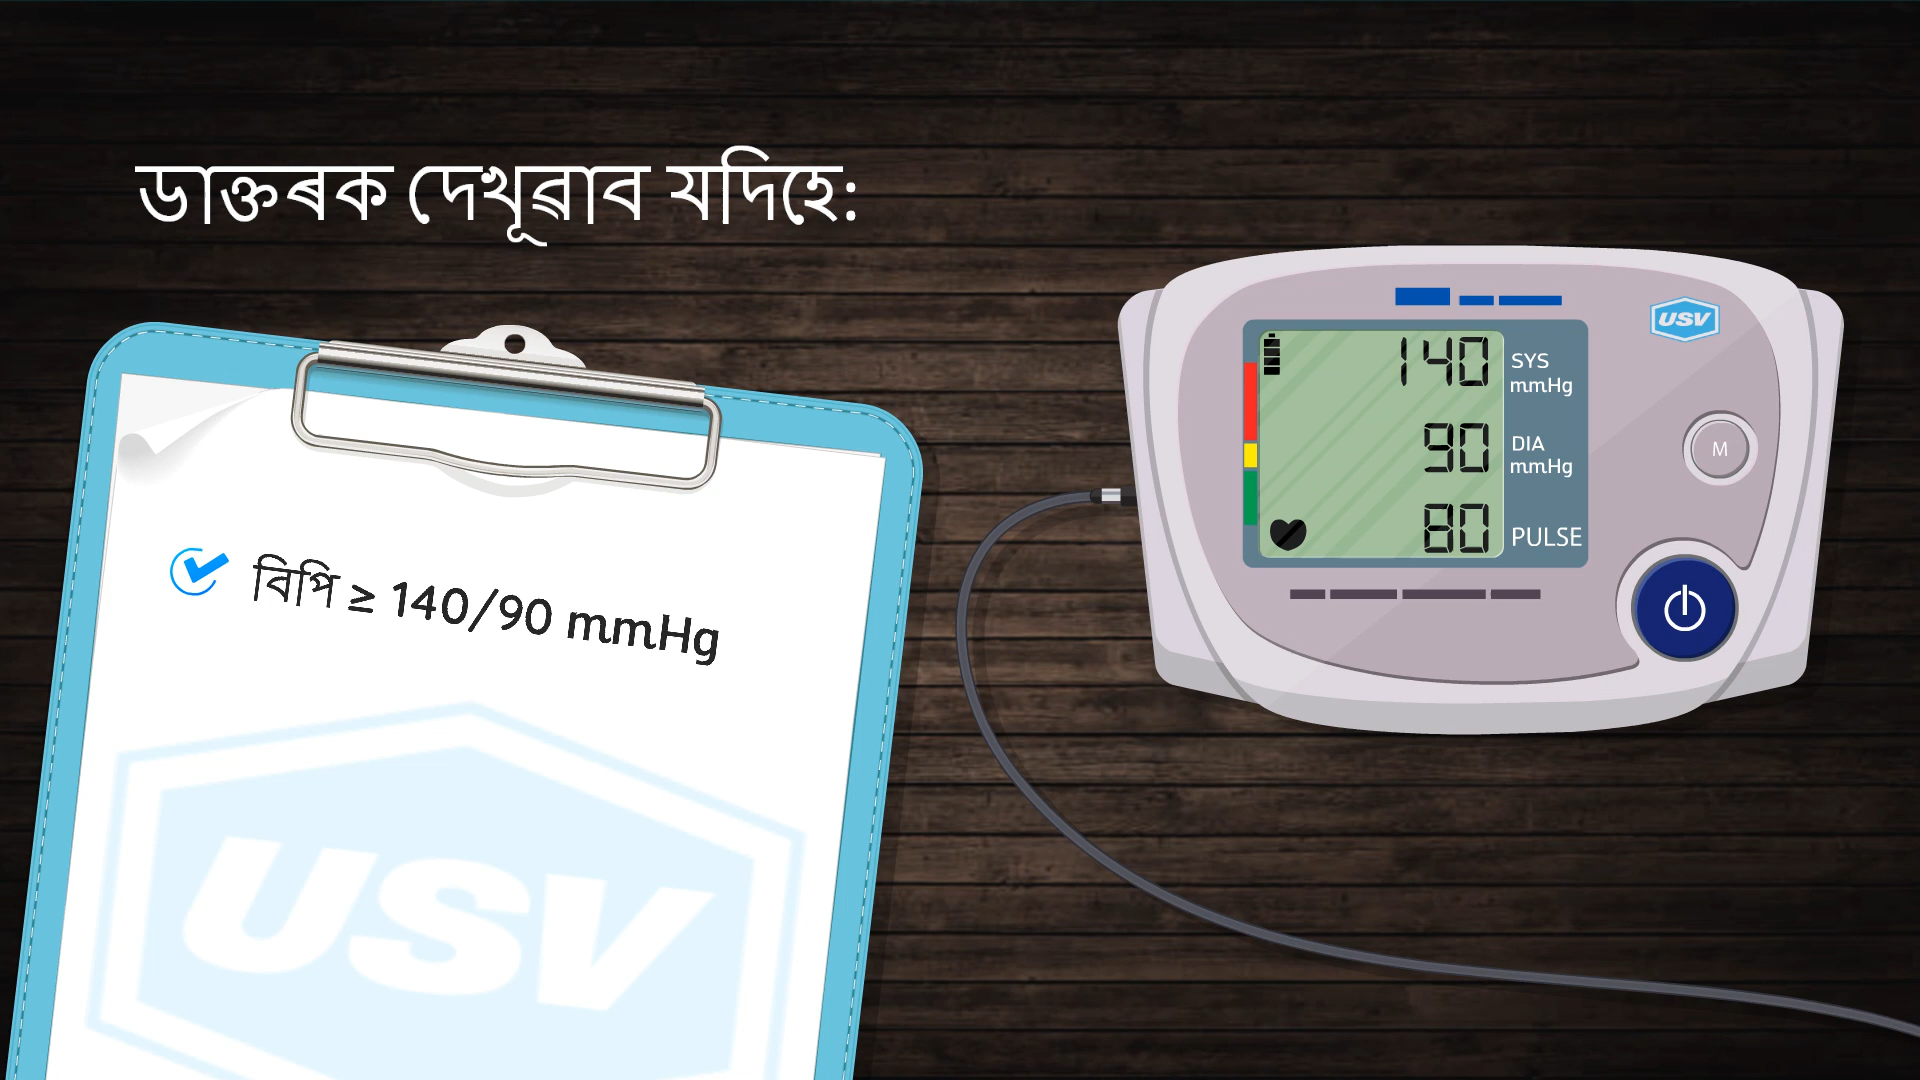 ডাক্তৰক দেখূৱাব যদিহে:
বিপি ≥ 140/90 mmHg
USV
USV
140 SYS mmHg
90 DIA mmHg
80 PULSE
M